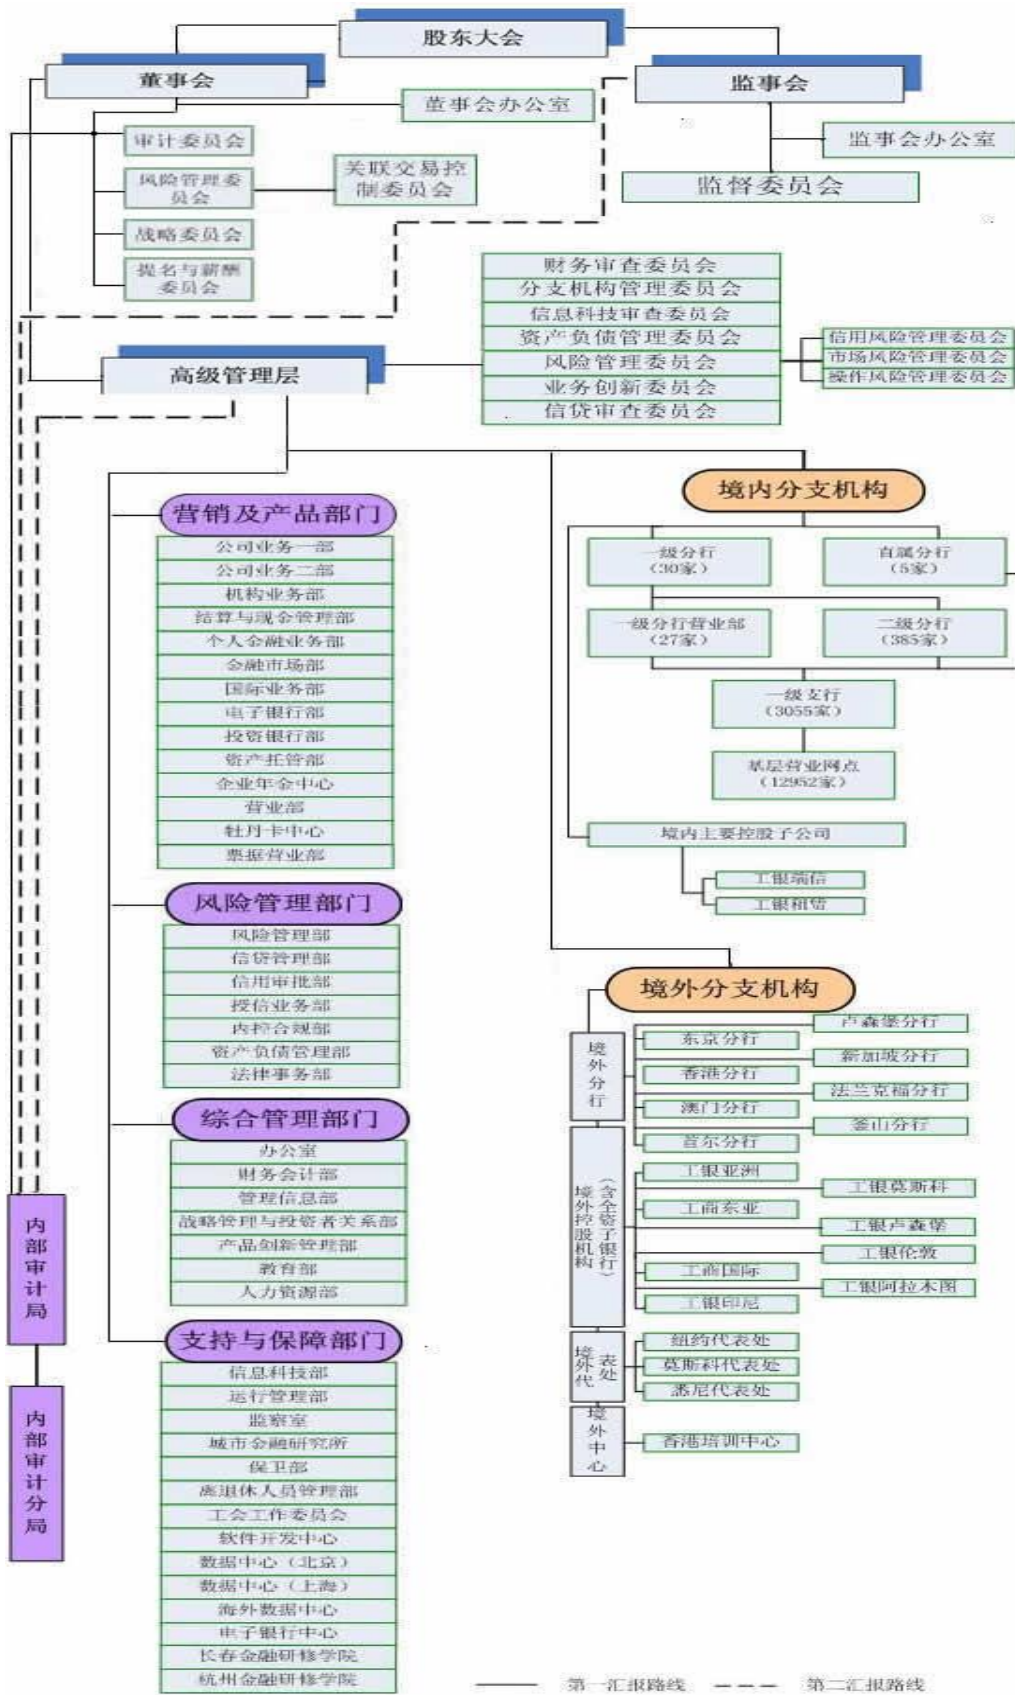 股东大会
董事会
监事会
董事会办公室
监事会办公室
审计委员会
风险管理委
员会
关联交易控
制委员会
监督委员会
战略委员会
提名与薪酬
委员会
财务审查委员会
分支机构管理委员会
信息科技审查委员会
资产负债管理委员会
风险管理委员会
业务创新委员会
信贷审查委员会
信用风险管理委员会
市场风险管理委员会
操作风险管理委员会
高级管理层
营销及产品部门
公司业务一部
公司业务二部
机构业务部
结算与现金管理部
个人金融业务部
金融市场部
国际业务部
电子银行部
投资银行部
资产托管部
企业年金中心
营业部
牡丹卡中心
票据营业部
风险管理部门
风险管理部
信贷管理部
信用审批部
授信业务部
内控合规部
资产负债管理部
法律事务部
综合管理部门
办公室
财务会计部
管理信息部
战略管理与投资者关系部
产品创新管理部
教育部
人力资源部
支持与保障部门
信息科技部
运行管理部
监察室
城市金融研究所
保卫部
离退休人员管理部
工会工作委员会
软件开发中心
数据中心（北京）
数据中心（上海）
海外数据中心
电子银行中心
长春金融研修学院
杭州金融研修学院
内部审计局
内部审计分局
境内分支机构
一级分行
（30家）
直属分行
（5家）
一级分行营业部
（27家）
二级分行
（385家）
一级支行
（3055家）
基层营业网点
（12952家）
境内主要控股子公司
工银瑞信
工银租赁
境外分支机构
境外分行
卢森堡分行
东京分行
新加坡分行
香港分行
法兰克福分行
澳门分行
釜山分行
首尔分行
境外控股机构
（含全资子银行）
工银亚洲
工银莫斯科
工商东亚
工银卢森堡
工银伦敦
工商国际
工银阿拉木图
工银印尼
境外代
表处
纽约代表处
莫斯科代表处
悉尼代表处
境外中心
香港培训中心
第一汇报路线
第二汇报路线